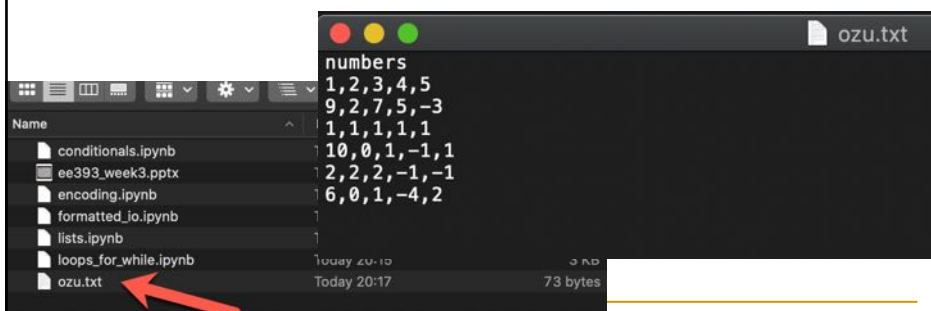 ozu.txt
numbers
1,2,3,4,5
9,2,7,5,-3
1,1,1,1,1
10,0,1,-1,1
2,2,2,-1,-1
6,0,1,-4,2
Name
conditionals.ipynb
ee393_week3.pptx
encoding.ipynb
formatted_io.ipynb
lists.ipynb
loops_for_while.ipynb Today 20:15 3 KB
ozu.txt Today 20:17 73 bytes